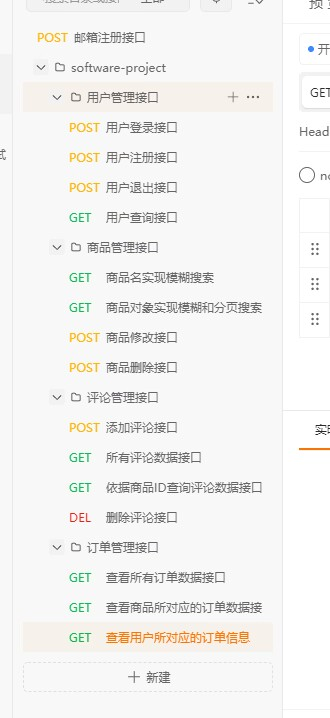 预览
POST 邮箱注册接口
开
software-project
用户管理接口
GET
POST 用户登录接口
Head
POST 用户注册接口
式
POST 用户退出接口
no
GET 用户查询接口
商品管理接口
GET 商品名实现模糊搜索
GET 商品对象实现模糊和分页搜索
POST 商品修改接口
POST 商品删除接口
评论管理接口
POST 添加评论接口
实时
GET 所有评论数据接口
GET 依据商品ID查询评论数据接口
DEL 删除评论接口
订单管理接口
GET 查看所有订单数据接口
GET 查看商品所对应的订单数据接
GET 查看用户所对应的订单信息
新建